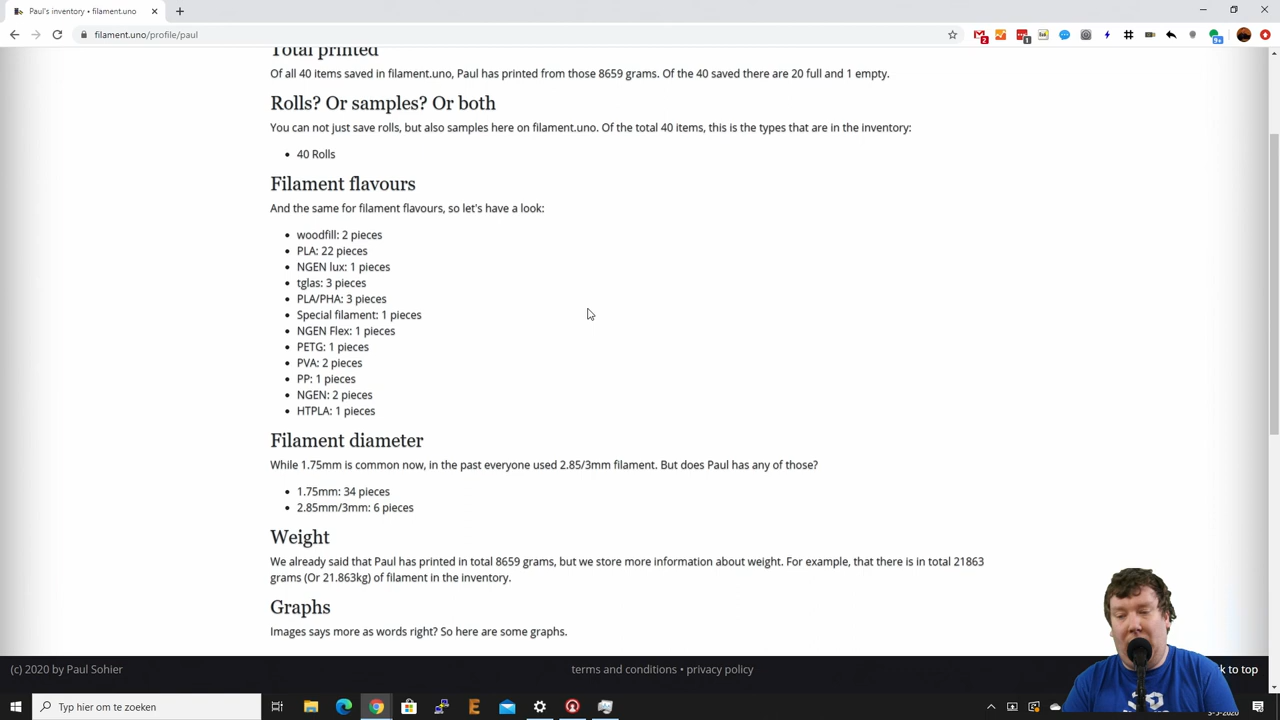 Paul's inventory • filament.uno
filament.uno/profile/paul
Total printed
Of all 40 items saved in filament.uno, Paul has printed from those 8659 grams. Of the 40 saved there are 20 full and 1 empty.
Rolls? Or samples? Or both
You can not just save rolls, but also samples here on filament.uno. Of the total 40 items, this is the types that are in the inventory:
• 40 Rolls
Filament flavours
And the same for filament flavours, so let's have a look:
• woodfill: 2 pieces
• PLA: 22 pieces
• NGEN lux: 1 pieces
• tglas: 3 pieces
• PLA/PHA: 3 pieces
• Special filament: 1 pieces
• NGEN Flex: 1 pieces
• PETG: 1 pieces
• PVA: 2 pieces
• PP: 1 pieces
• NGEN: 2 pieces
• HTPLA: 1 pieces
Filament diameter
While 1.75mm is common now, in the past everyone used 2.85/3mm filament. But does Paul has any of those?
• 1.75mm: 34 pieces
• 2.85mm/3mm: 6 pieces
Weight
We already said that Paul has printed in total 8659 grams, but we store more information about weight. For example, that there is in total 21863
grams (Or 21.863kg) of filament in the inventory.
Graphs
Images says more as words right? So here are some graphs.
(c) 2020 by Paul Sohier terms and conditions • privacy policy to top
Typ hier om te zoeken